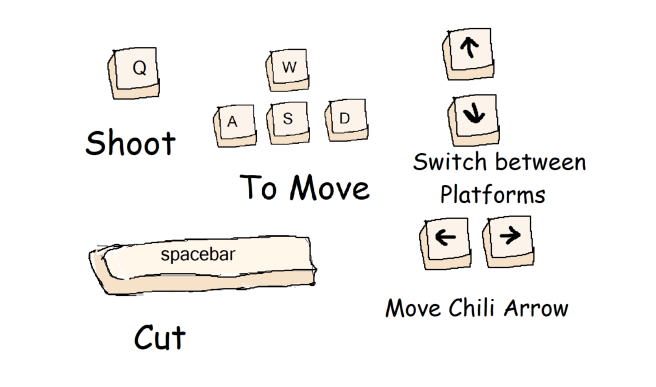 Q
Shoot
W
A S D
To Move
↑
↓
Switch between
Platforms
spacebar
Cut
← →
Move Chili Arrow